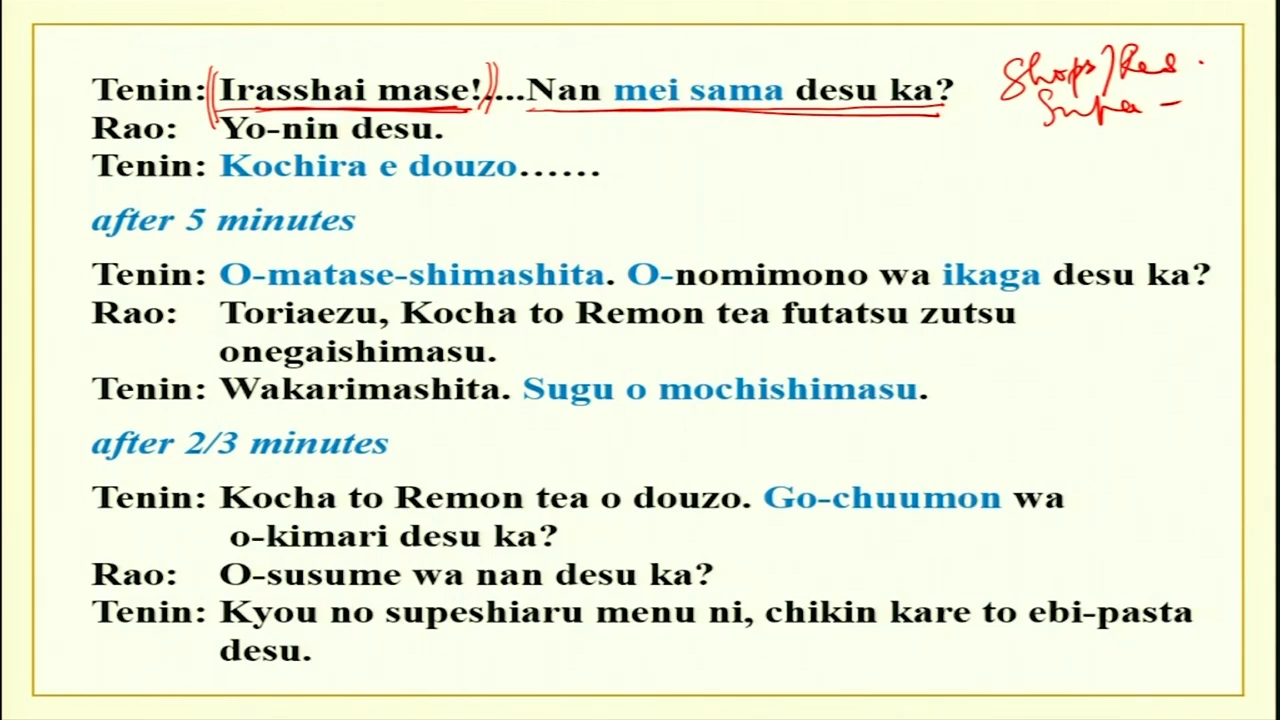 Tenin: Irasshai mase!.....Nan mei sama desu ka?
Shops/Res.
Supa -
Rao: Yo-nin desu.
Tenin: Kochira e douzo......
after 5 minutes
Tenin: O-matase-shimashita. O-nomimono wa ikaga desu ka?
Rao: Toriaezu, Kocha to Remon tea futatsu zutsu
onegaishimasu.
Tenin: Wakarimashita. Sugu o mochishimasu.
after 2/3 minutes
Tenin: Kocha to Remon tea o douzo. Go-chuumon wa
o-kimari desu ka?
Rao: O-susume wa nan desu ka?
Tenin: Kyou no supeshiaru menu ni, chikin kare to ebi-pasta
desu.